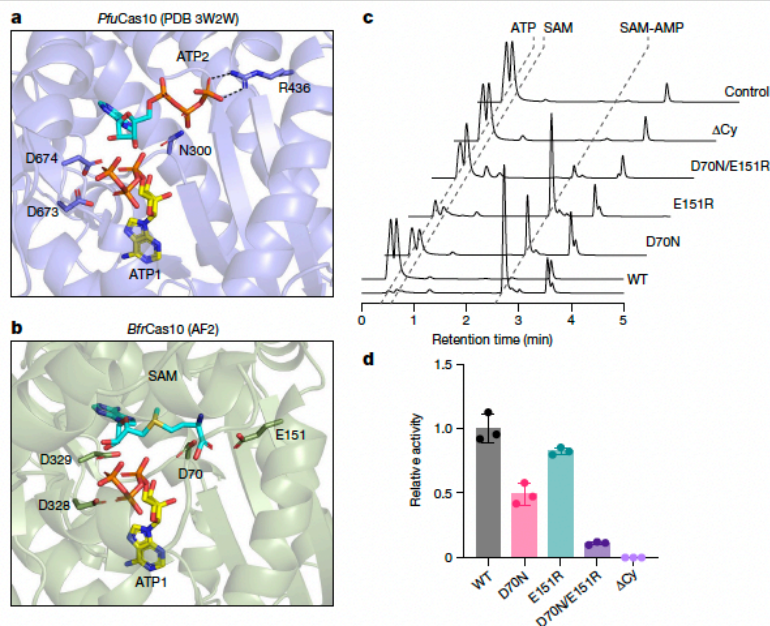 a
PfuCas10 (PDB 3W2W)
ATP2
R436
N300
D674
D673
ATP1
b
BfrCas10 (AF2)
SAM
E151
D329
D70
D328
ATP1
c
ATP SAM SAM-AMP
Control
ΔCy
D70N/E151R
E151R
D70N
WT
0 1 2 3 4 5
Retention time (min)
d
1.5
1.0
0.5
0
Relative activity
WT D70N E151R D70N/E151R ΔCy